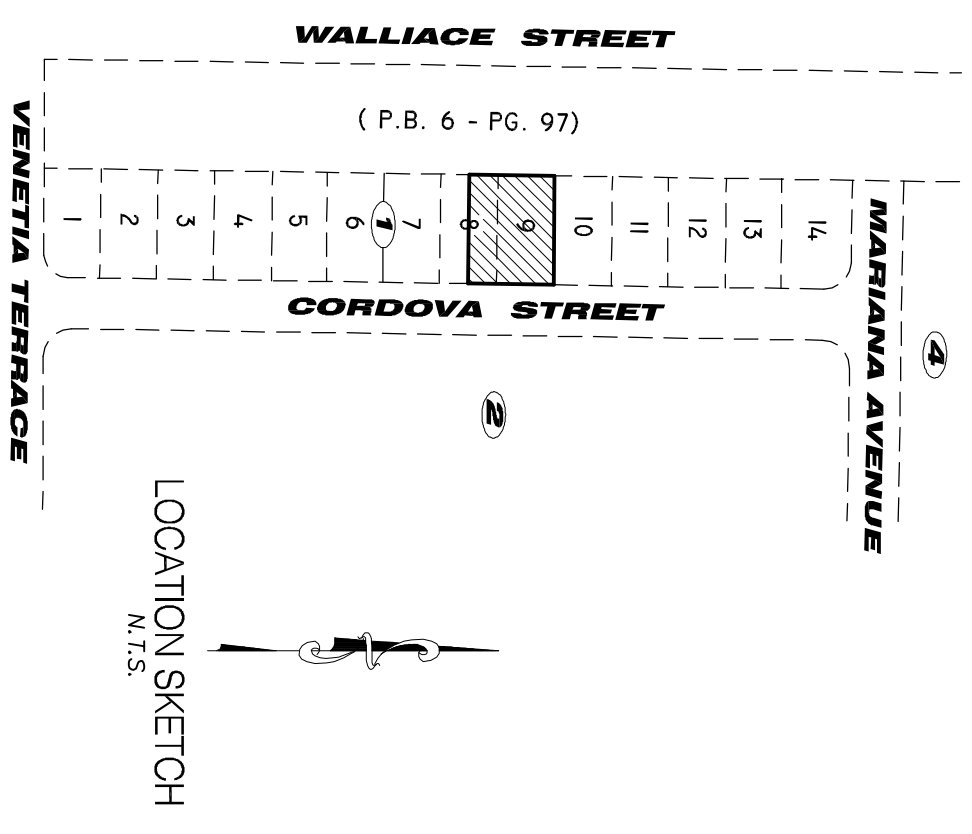 WALLIACE STREET
( P.B. 6 - PG. 97)
VENETIA TERRACE
1 2 3 4 5 6 1 7 8 9 10 11 12 13 14
MARIANA AVENUE
CORDOVA STREET
4
2
LOCATION SKETCH
N.T.S.
N